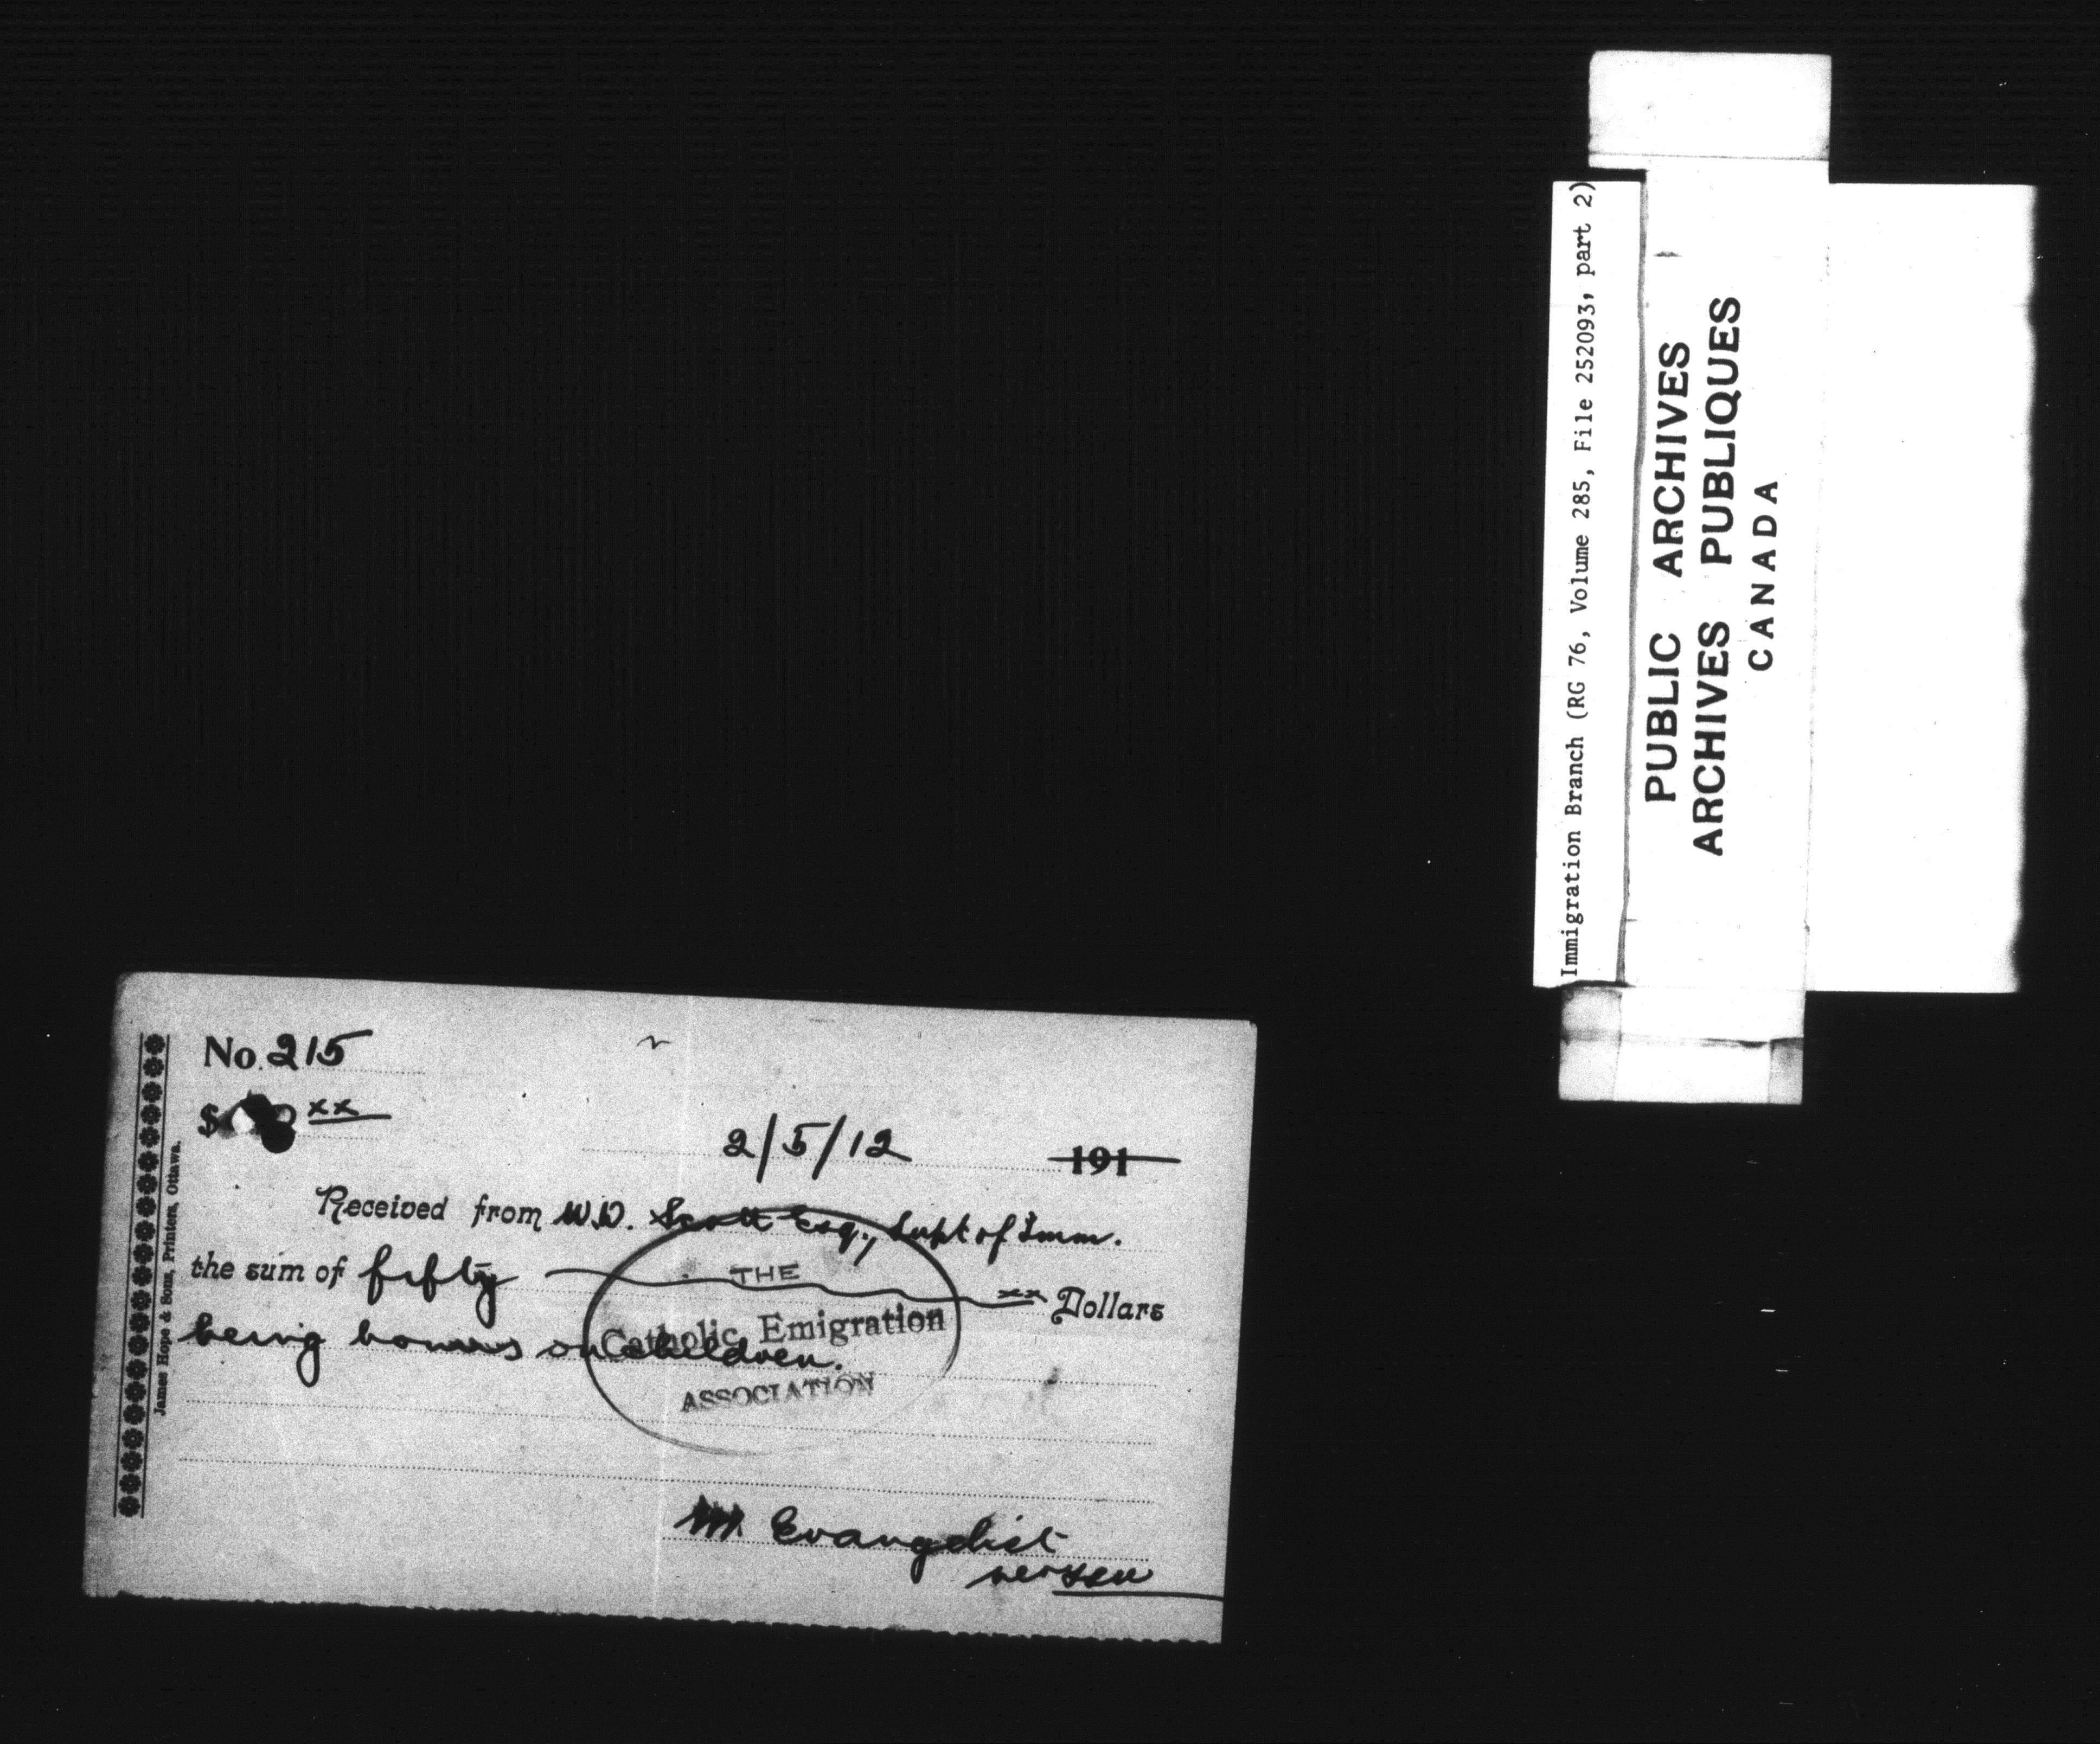 No. 215
$ xx
2/5/12 191
Received from W.D. Scott Esq., Supt of Imm.
the sum of fifty xx Dollars
being bonus on children.
THE
Catholic Emigration
ASSOCIATION
M. Evangelist
James Hope & Sons, Printers, Ottawa.
Immigration Branch (RG 76, Volume 285, File 252093, part 2)
PUBLIC ARCHIVES
ARCHIVES PUBLIQUES
CANADA